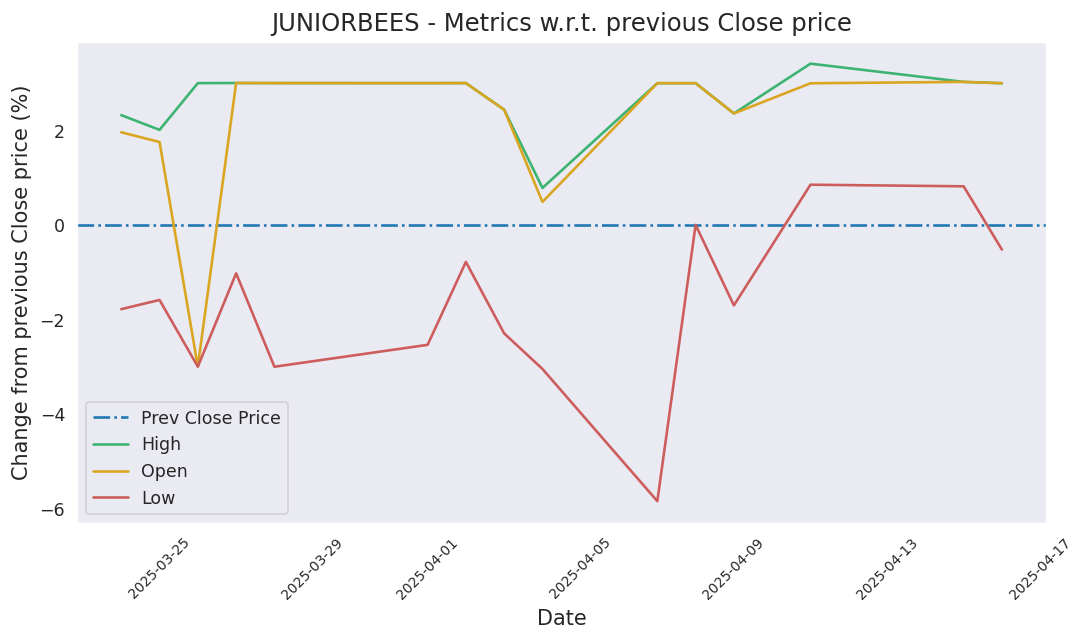 JUNIORBEES - Metrics w.r.t. previous Close price
Change from previous Close price (%)
2
0
−2
−4
−6
Prev Close Price
High
Open
Low
2025-03-25
2025-03-29
2025-04-01
2025-04-05
2025-04-09
2025-04-13
2025-04-17
Date